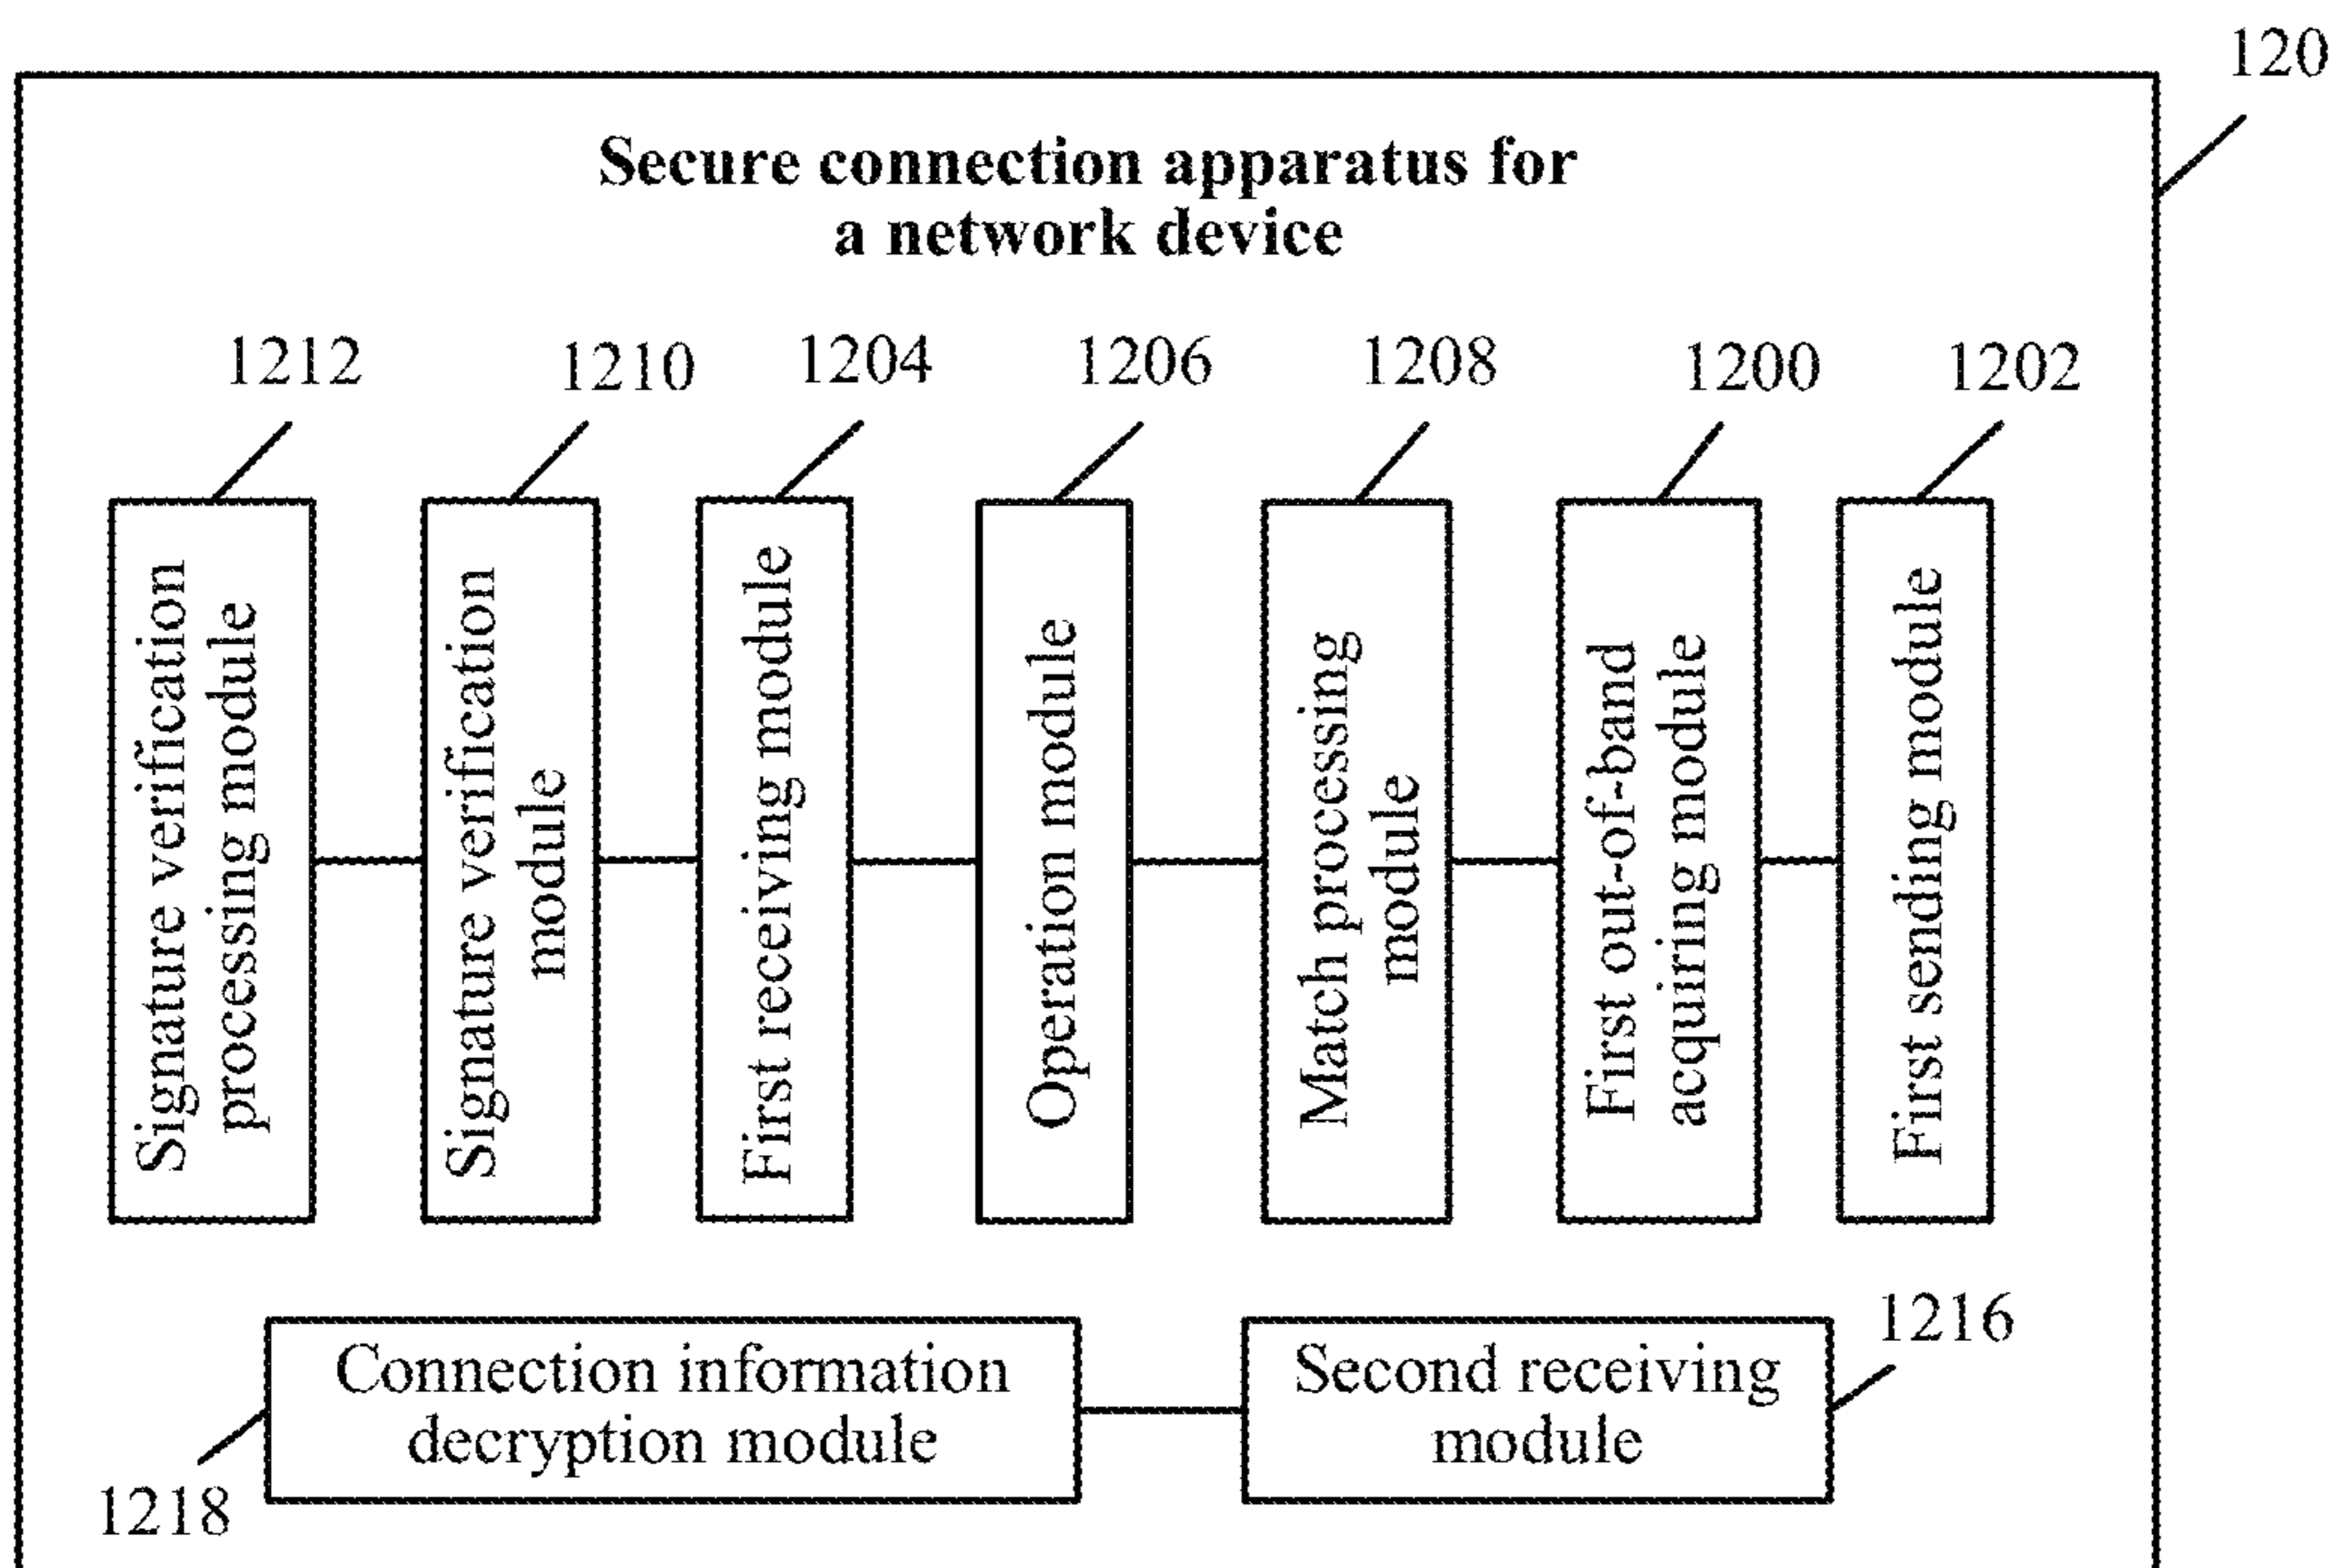 120
Secure connection apparatus for
a network device
1212
1210
1204
1206
1208
1200
1202
Signature verification
processing module
Signature verification
module
First receiving module
Operation module
Match processing
module
First out-of-band
acquiring module
First sending module
Connection information
decryption module
Second receiving
module
1216
1218